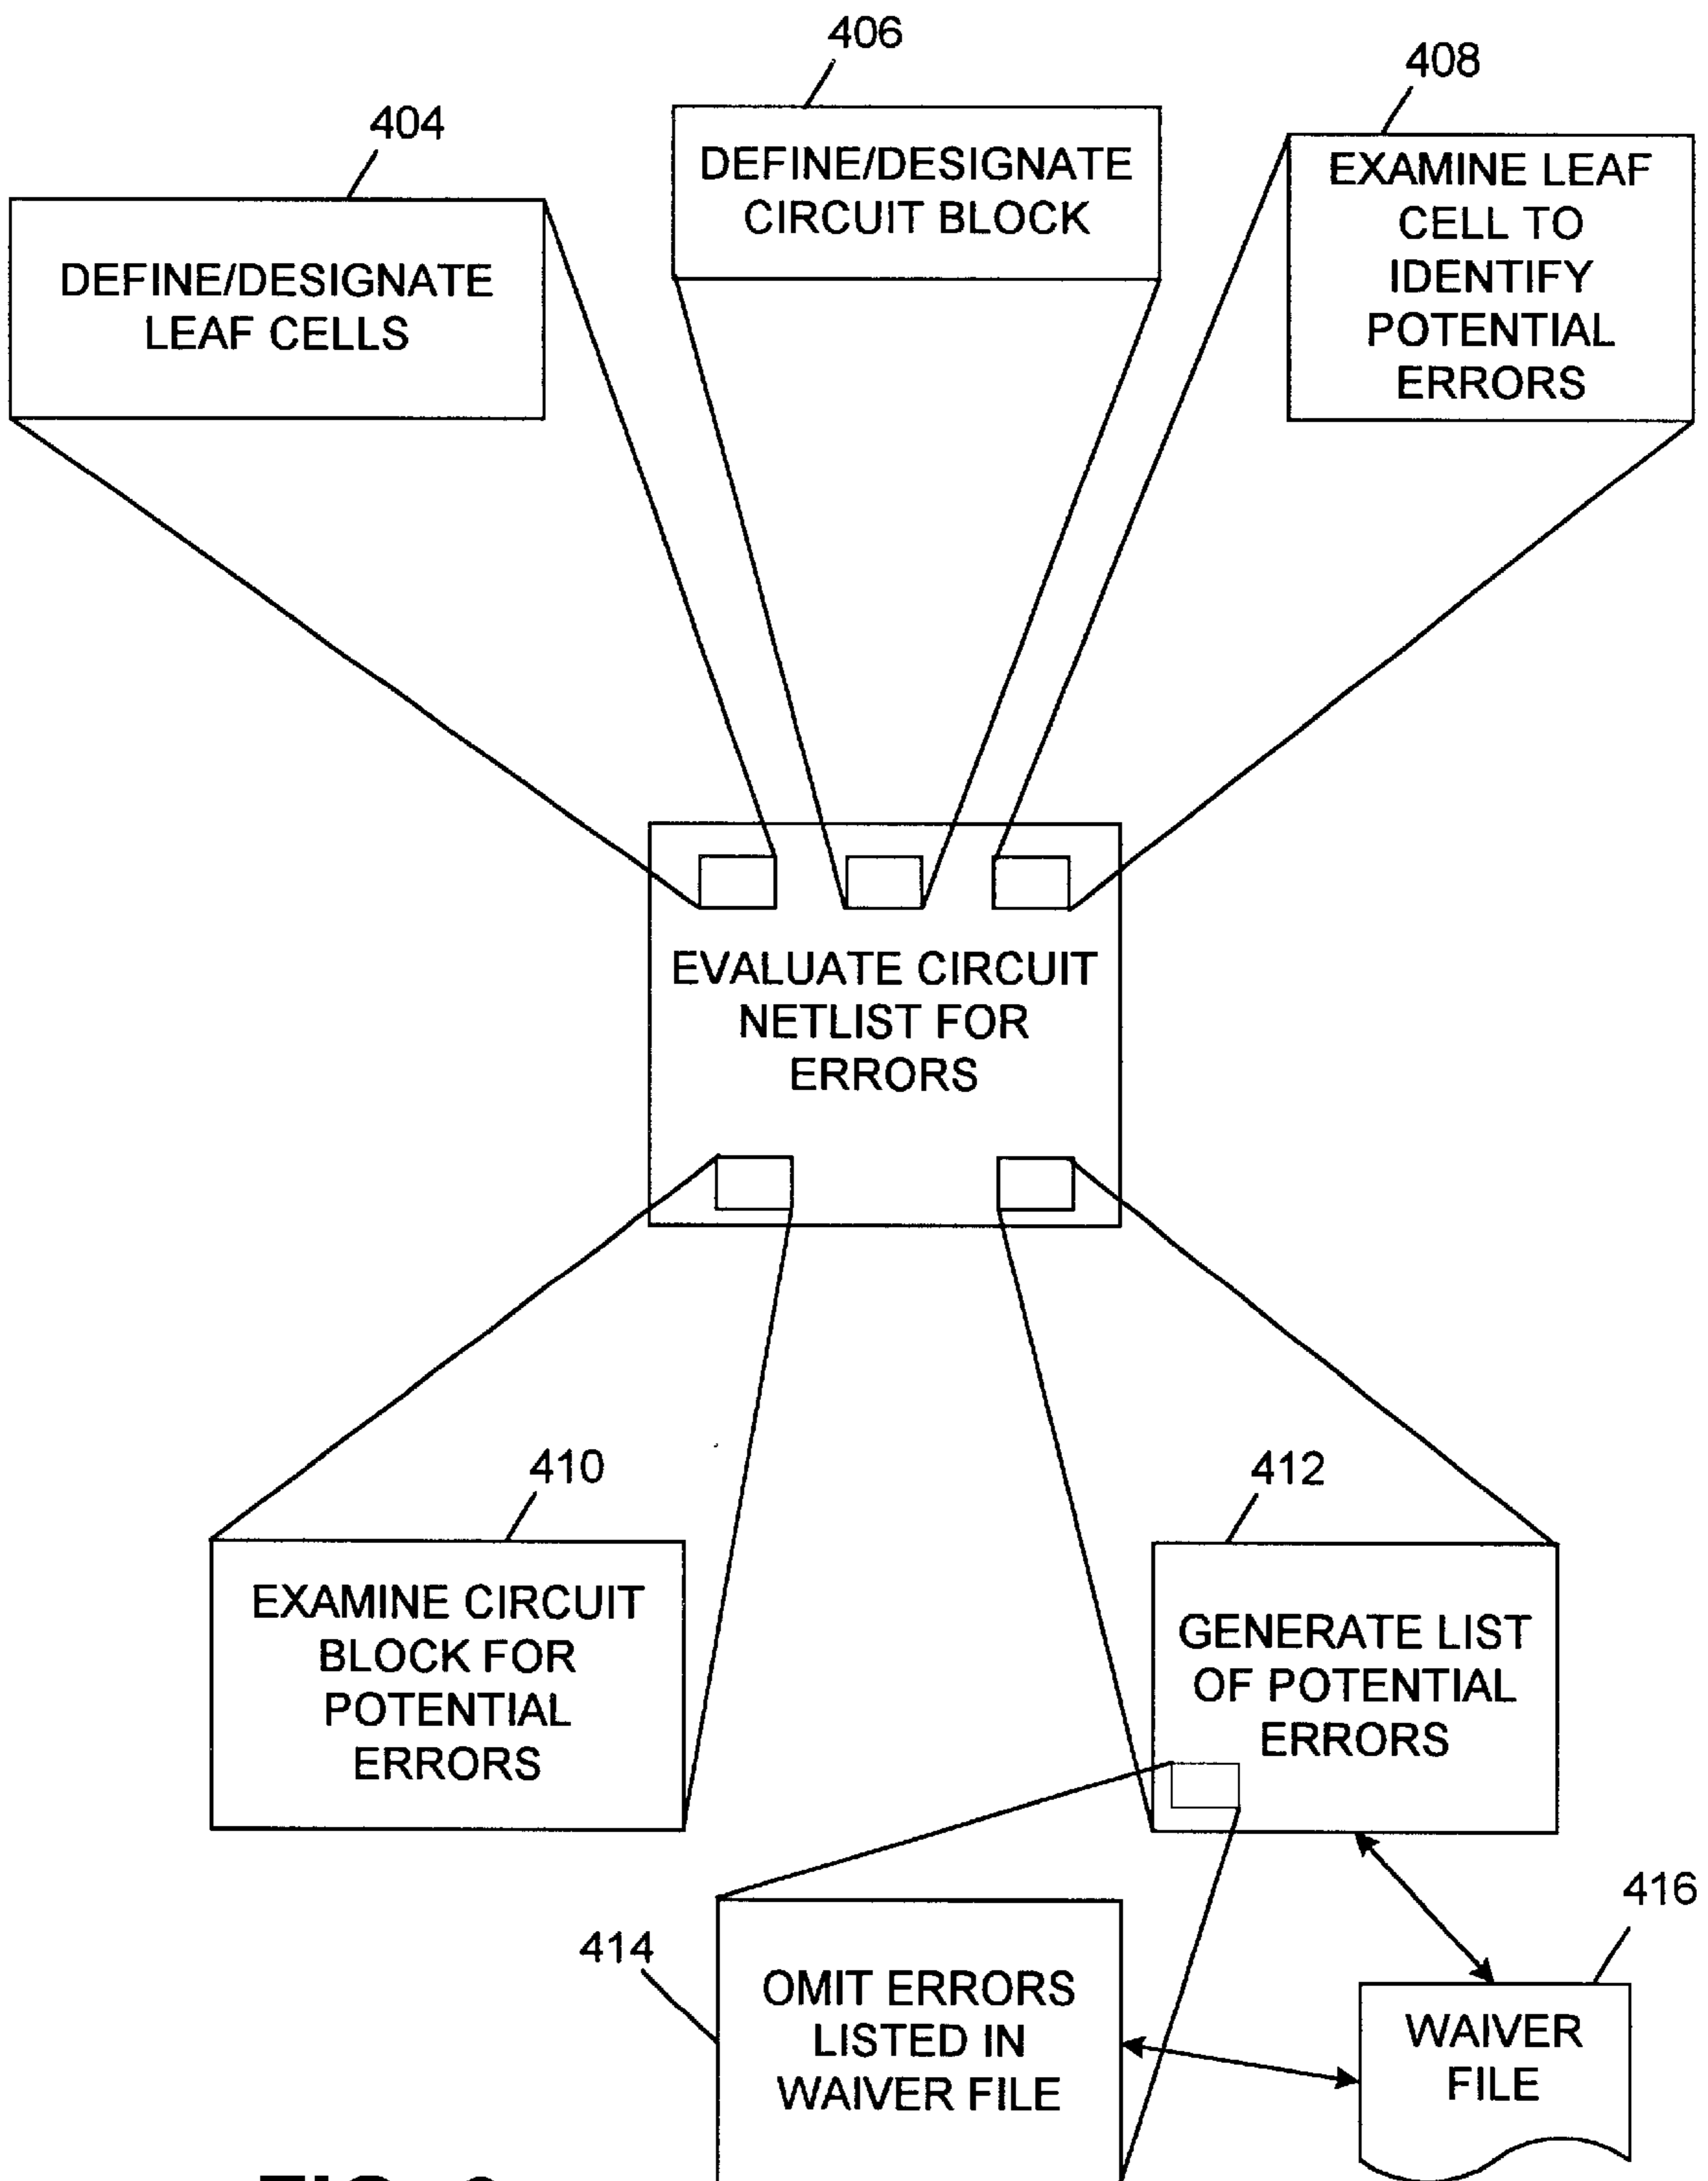 406
408
404
DEFINE/DESIGNATE
CIRCUIT BLOCK
EXAMINE LEAF
CELL TO
IDENTIFY
POTENTIAL
ERRORS
DEFINE/DESIGNATE
LEAF CELLS
EVALUATE CIRCUIT
NETLIST FOR
ERRORS
410
412
EXAMINE CIRCUIT
BLOCK FOR
POTENTIAL
ERRORS
GENERATE LIST
OF POTENTIAL
ERRORS
414
416
OMIT ERRORS
LISTED IN
WAIVER FILE
WAIVER
FILE